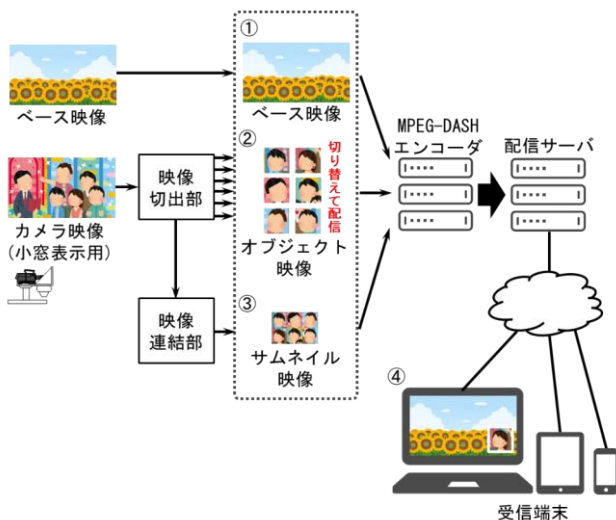 ①
ベース映像
ベース映像
②
切り替えて配信
オブジェクト
映像
カメラ映像
(小窓表示用)
映像
切出部
映像
連結部
③
サムネイル
映像
MPEG-DASH
エンコーダ
配信サーバ
④
受信端末